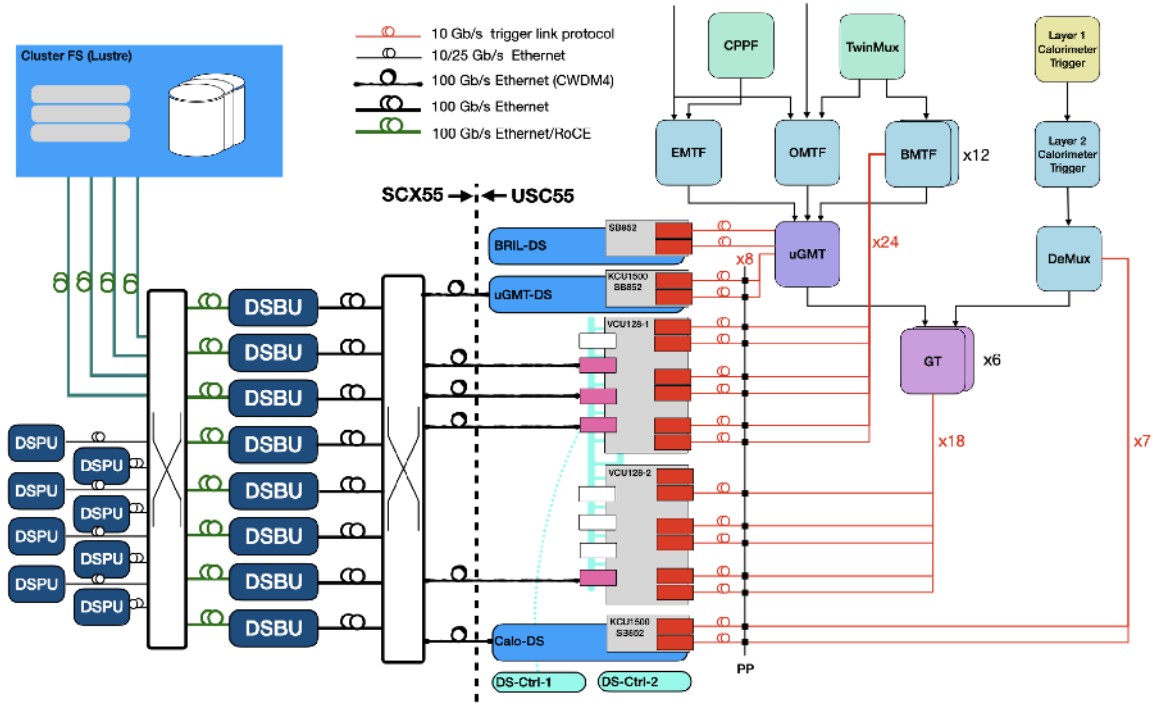 Cluster FS (Lustre)
10 Gb/s trigger link protocol
10/25 Gb/s Ethernet
100 Gb/s Ethernet (CWDM4)
100 Gb/s Ethernet
100 Gb/s Ethernet/RoCE
CPPF
TwinMux
Layer 1
Calorimeter
Trigger
EMTF
OMTF
BMTF
x12
Layer 2
Calorimeter
Trigger
SCX55
USC55
BRIL-DS
SB852
x8
uGMT
x24
DeMux
uGMT-DS
KCU1500
SB852
DSBU
DSBU
DSBU
DSBU
DSBU
DSBU
DSBU
DSBU
VCU128-1
GT
x6
DSPU
DSPU
DSPU
DSPU
DSPU
DSPU
DSPU
DSPU
VCU128-2
x18
x7
Calo-DS
KCU1500
SB852
DS-Ctrl-1
DS-Ctrl-2
PP